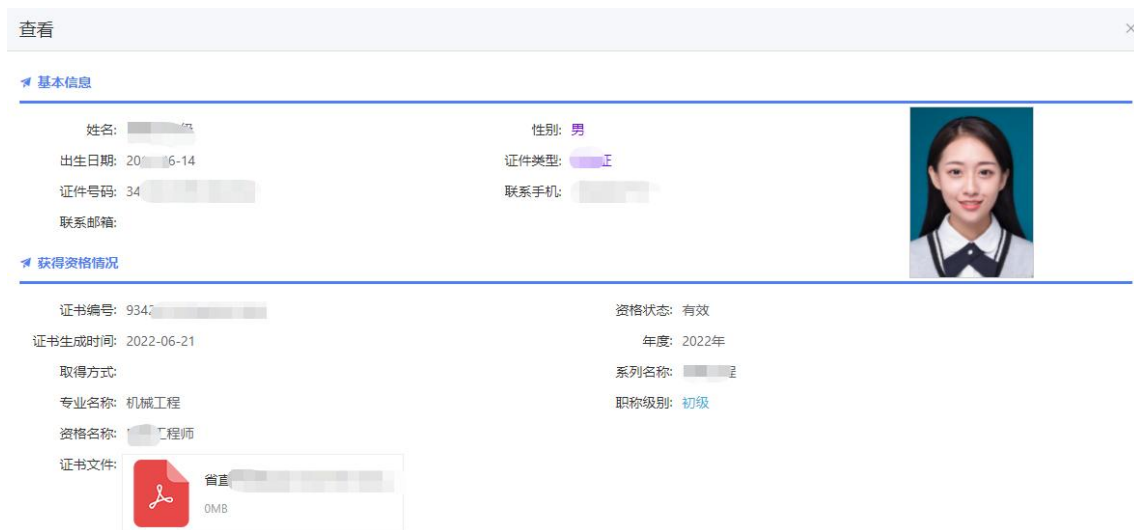 查看
基本信息
姓名: 级
性别: 男
出生日期: 20 6-14
证件类型: 证
证件号码: 34
联系手机:
联系邮箱:
获得资格情况
证书编号: 934
资格状态: 有效
证书生成时间: 2022-06-21
年度: 2022年
取得方式:
系列名称: 程
专业名称: 机械工程
职称级别: 初级
资格名称: 工程师
证书文件:
省直
0MB